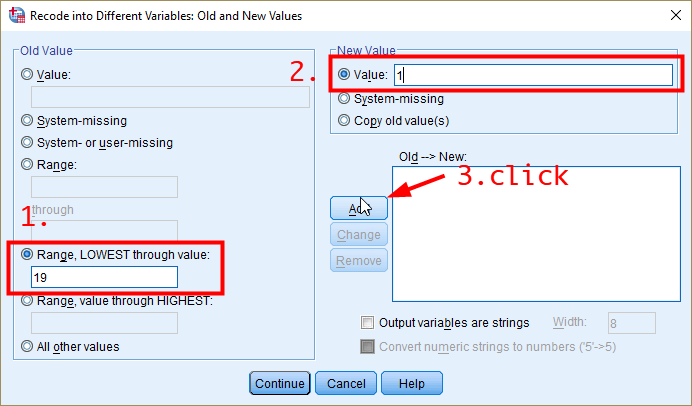 Recode into Different Variables: Old and New Values
Old Value
Value:
System-missing
System- or user-missing
Range:
through
1.
Range, LOWEST through value:
19
Range, value through HIGHEST:
All other values
New Value
2.
Value: 1
System-missing
Copy old value(s)
Old --> New:
3.click
Add
Change
Remove
Output variables are strings Width: 8
Convert numeric strings to numbers ('5'->5)
Continue Cancel Help